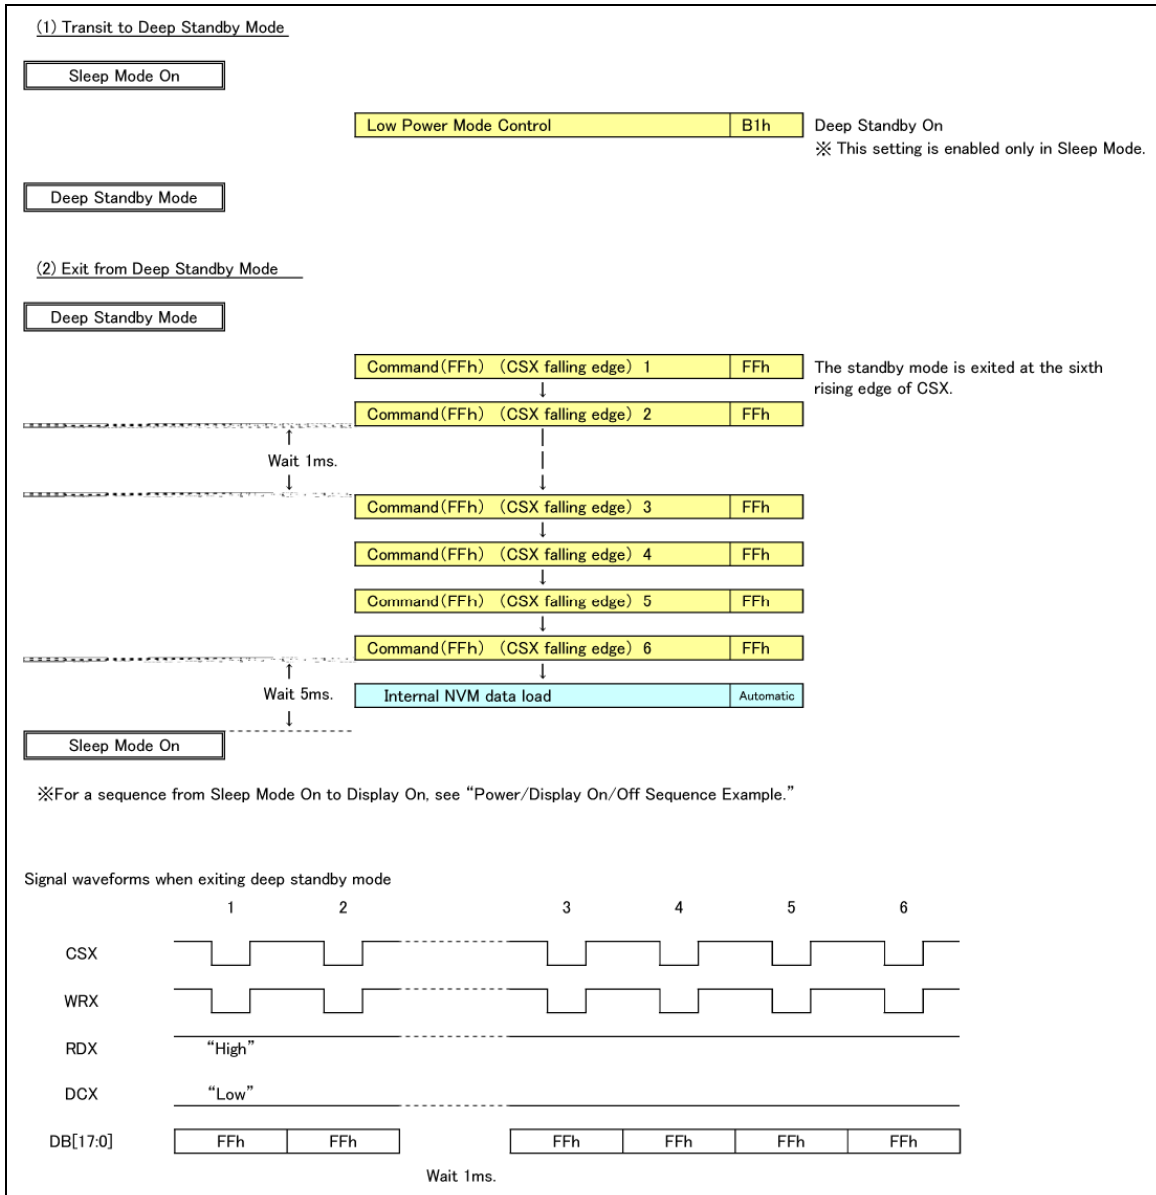 (1) Transit to Deep Standby Mode
Sleep Mode On
Low Power Mode Control B1h Deep Standby On
※ This setting is enabled only in Sleep Mode.
Deep Standby Mode
(2) Exit from Deep Standby Mode
Deep Standby Mode
Command(FFh) (CSX falling edge) 1 FFh The standby mode is exited at the sixth
rising edge of CSX.
↓
Command(FFh) (CSX falling edge) 2 FFh
↑
Wait 1ms.
↓ ↓
Command(FFh) (CSX falling edge) 3 FFh
↓
Command(FFh) (CSX falling edge) 4 FFh
↓
Command(FFh) (CSX falling edge) 5 FFh
↓
Command(FFh) (CSX falling edge) 6 FFh
↑ ↓
Wait 5ms. Internal NVM data load Automatic
↓
Sleep Mode On
※For a sequence from Sleep Mode On to Display On, see “Power/Display On/Off Sequence Example.”
Signal waveforms when exiting deep standby mode
1 2 3 4 5 6
CSX
WRX
RDX “High”
DCX “Low”
DB[17:0] FFh FFh FFh FFh FFh FFh
Wait 1ms.